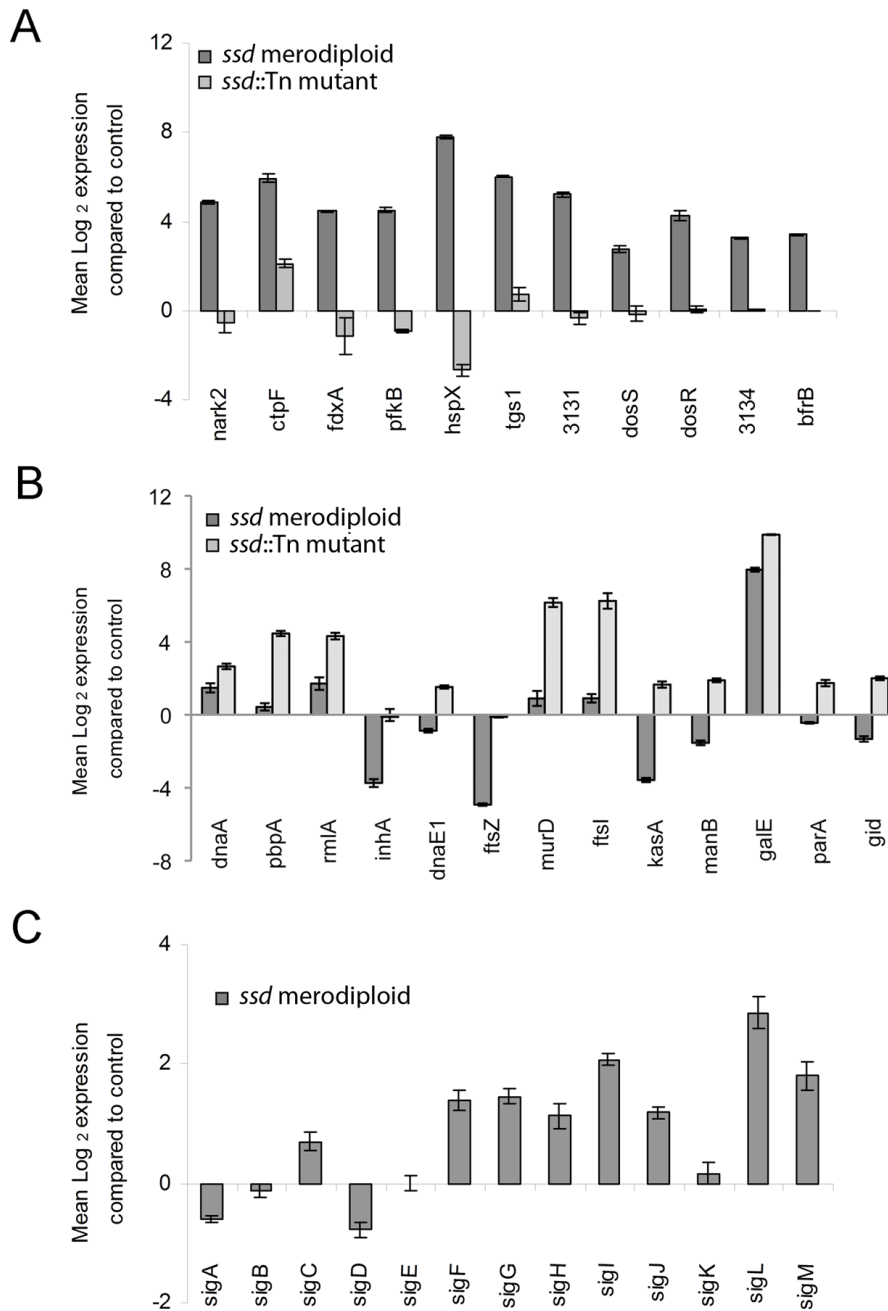 A
12
8
4
0
-4
Mean Log 2 expression
compared to control
ssd merodiploid
ssd::Tn mutant
nark2
ctpF
fdxA
pfkB
hspX
tgs1
3131
dosS
dosR
3134
bfrB
B
12
8
4
0
-4
-8
Mean Log 2 expression
compared to control
ssd merodiploid
ssd::Tn mutant
dnaA
pbpA
rmlA
inhA
dnaE1
ftsZ
murD
ftsI
kasA
manB
galE
parA
gid
C
4
2
0
-2
Mean Log 2 expression
compared to control
ssd merodiploid
sigA
sigB
sigC
sigD
sigE
sigF
sigG
sigH
sigI
sigJ
sigK
sigL
sigM